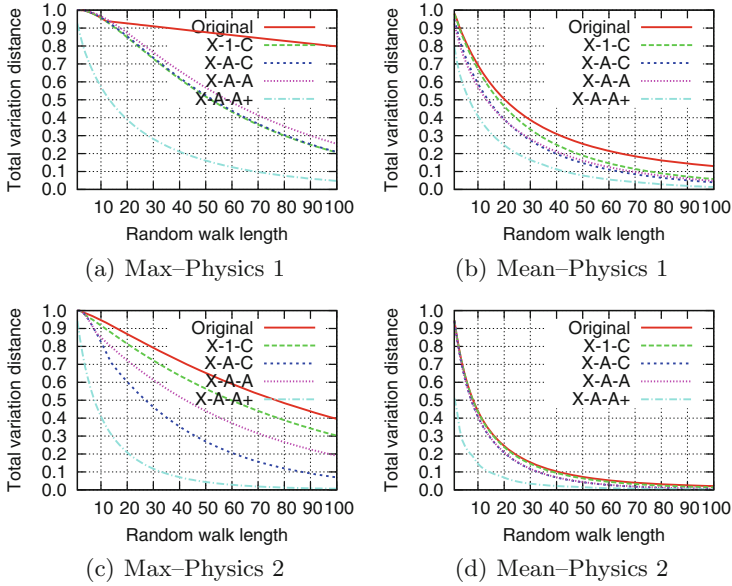 Total variation distance
1.0
0.9
0.8
0.7
0.6
0.5
0.4
0.3
0.2
0.1
0.0
Original
X-1-C
X-A-C
X-A-A
X-A-A+
10 20 30 40 50 60 70 80 90 100
Random walk length
(a) Max–Physics 1
Total variation distance
1.0
0.9
0.8
0.7
0.6
0.5
0.4
0.3
0.2
0.1
0.0
Original
X-1-C
X-A-C
X-A-A
X-A-A+
10 20 30 40 50 60 70 80 90 100
Random walk length
(b) Mean–Physics 1
Total variation distance
1.0
0.9
0.8
0.7
0.6
0.5
0.4
0.3
0.2
0.1
0.0
Original
X-1-C
X-A-C
X-A-A
X-A-A+
10 20 30 40 50 60 70 80 90 100
Random walk length
(c) Max–Physics 2
Total variation distance
1.0
0.9
0.8
0.7
0.6
0.5
0.4
0.3
0.2
0.1
0.0
Original
X-1-C
X-A-C
X-A-A
X-A-A+
10 20 30 40 50 60 70 80 90 100
Random walk length
(d) Mean–Physics 2